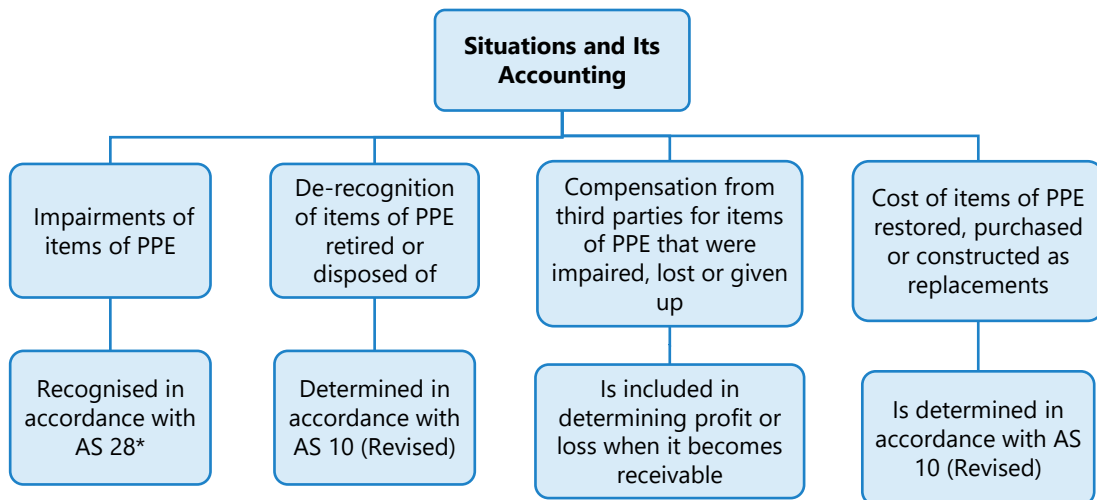 Situations and Its
Accounting
Impairments of
items of PPE
De-recognition
of items of PPE
retired or
disposed of
Compensation from
third parties for items
of PPE that were
impaired, lost or given
up
Cost of items of PPE
restored, purchased
or constructed as
replacements
Recognised in
accordance with
AS 28*
Determined in
accordance with
AS 10 (Revised)
Is included in
determining profit or
loss when it becomes
receivable
Is determined in
accordance with AS
10 (Revised)